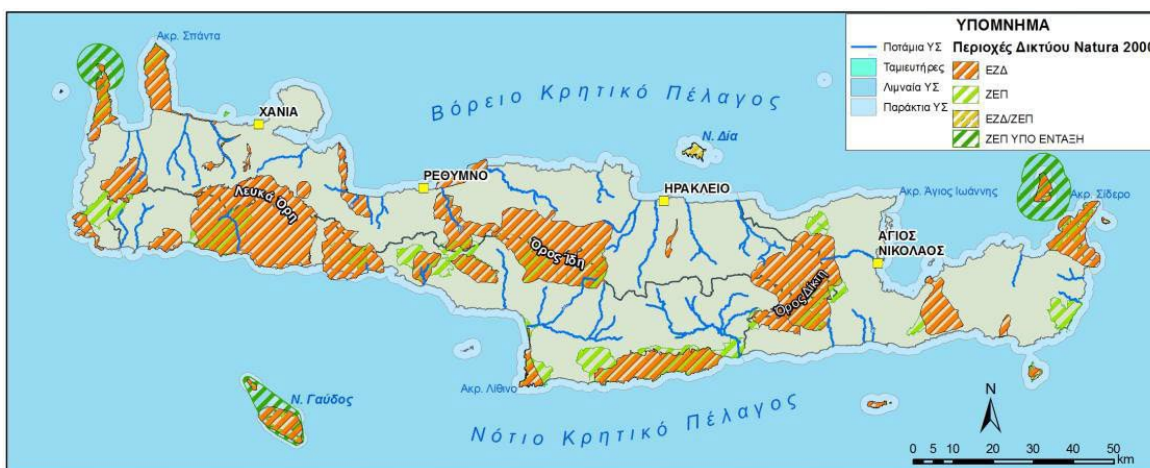 ΥΠΟΜΝΗΜΑ
Ποτάμια ΥΣ
Ταμιευτήρες
Λιμναία ΥΣ
Παράκτια ΥΣ
Περιοχές Δικτύου Natura 2000
ΕΖΔ
ΖΕΠ
ΕΖΔ/ΖΕΠ
ΖΕΠ ΥΠΟ ΕΝΤΑΞΗ
Ακρ. Σπάντα
ΧΑΝΙΑ
Βόρειο Κρητικό Πέλαγος
Ν. Δία
ΡΕΘΥΜΝΟ
ΗΡΑΚΛΕΙΟ
Ακρ. Άγιος Ιωάννης
Ακρ. Σίδερο
Λευκά Όρη
Όρος Ίδη
Όρος Δίκτη
ΑΓΙΟΣ
ΝΙΚΟΛΑΟΣ
Ακρ. Λίθινο
Ν. Γαύδος
Νότιο Κρητικό Πέλαγος
N
0 5 10 20 30 40 50
km